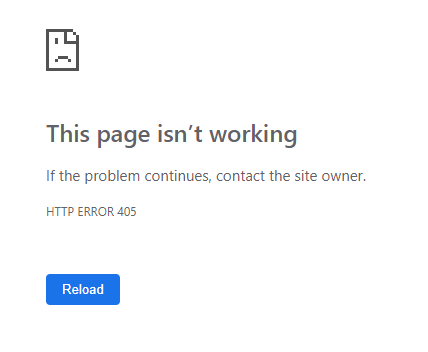 This page isn’t working
If the problem continues, contact the site owner.
HTTP ERROR 405
Reload